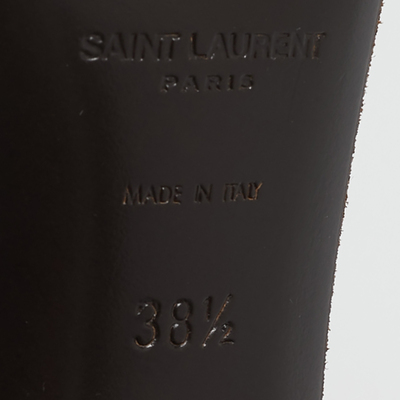 SAINT LAURENT
PARIS
MADE IN ITALY
38½